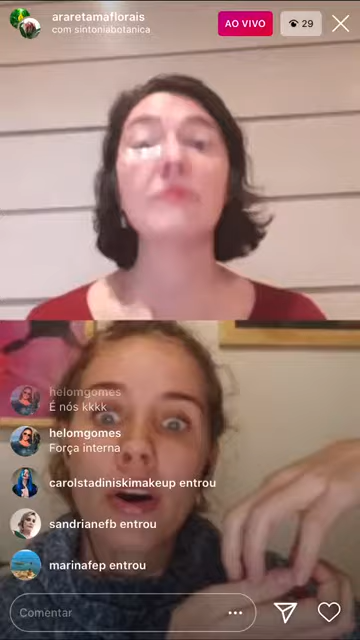 araretamaflorais
com sintoniabotanica
AO VIVO
29
helomgomes
É nós kkkk
helomgomes
Força interna
carolstadiniskimakeup entrou
sandrianefb entrou
marinafep entrou
Comentar